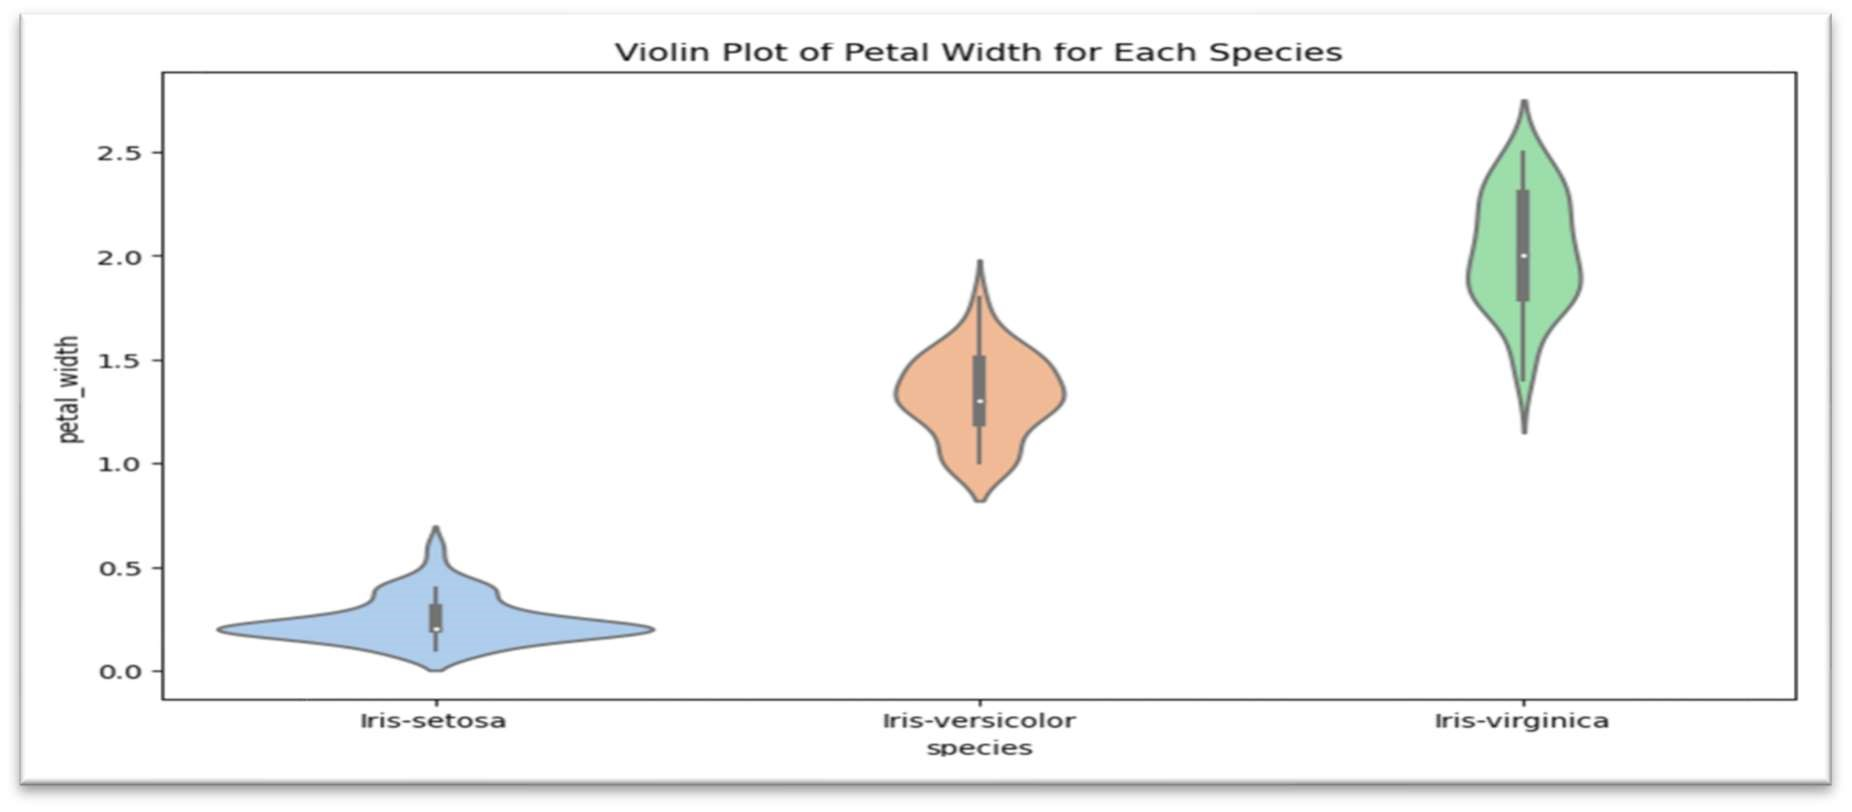 Violin Plot of Petal Width for Each Species
petal_width
2.5
2.0
1.5
1.0
0.5
0.0
Iris-setosa Iris-versicolor Iris-virginica
species